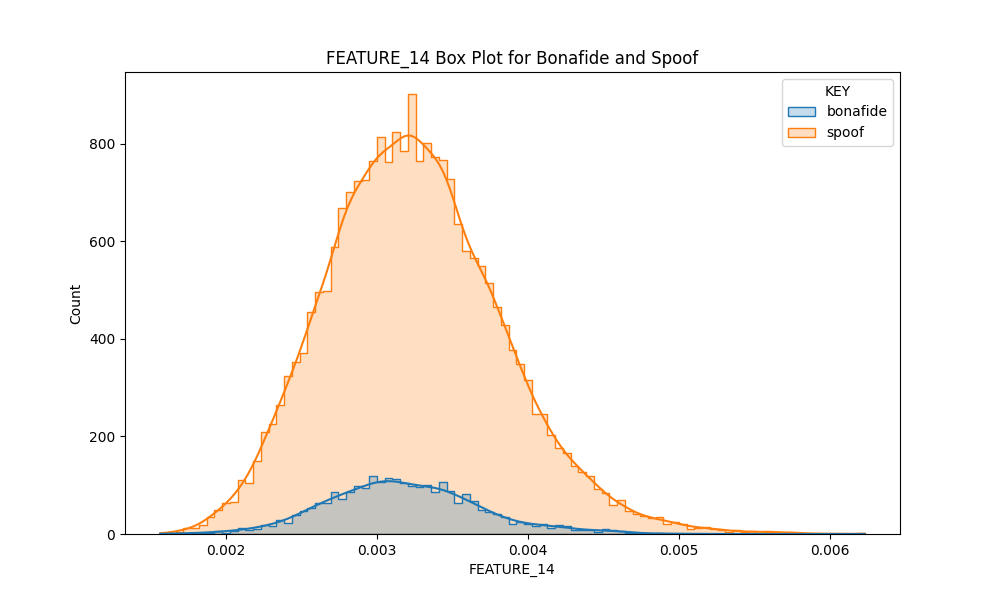 FEATURE_14 Box Plot for Bonafide and Spoof
KEY
bonafide
spoof
Count
800
600
400
200
0
0.002
0.003
0.004
0.005
0.006
FEATURE_14